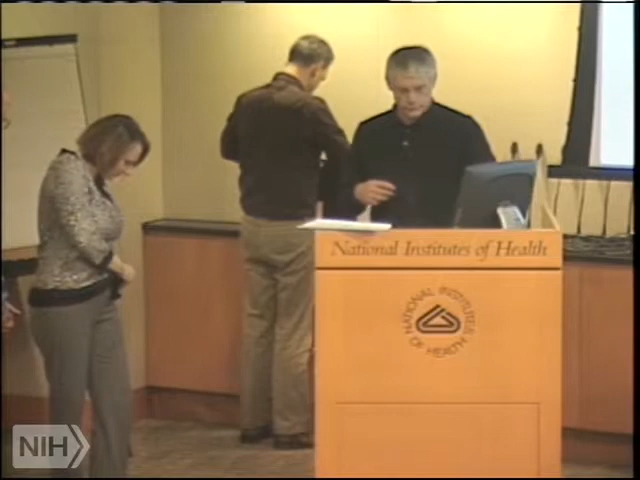 National Institutes of Health
NATIONAL INSTITUTES
OF HEALTH
NIH